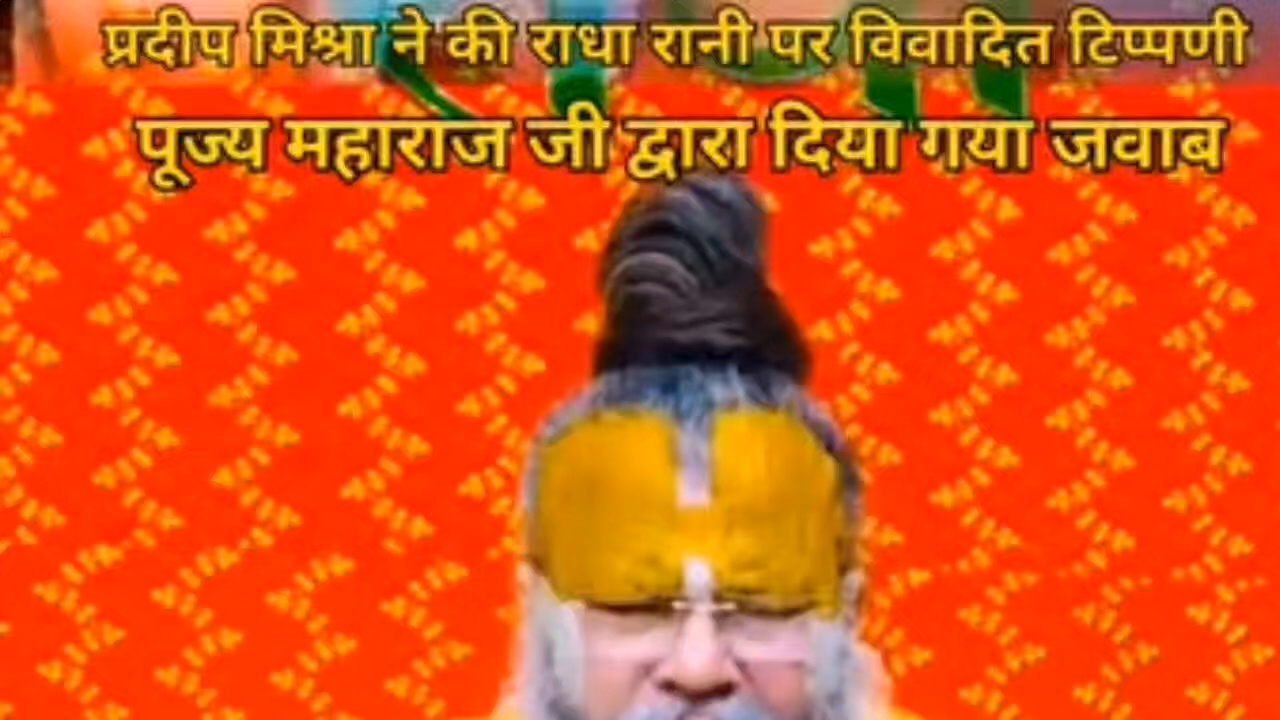 प्रदीप मिश्रा ने की राधा रानी पर विवादित टिप्पणी
पूज्य महाराज जी द्वारा दिया गया जवाब